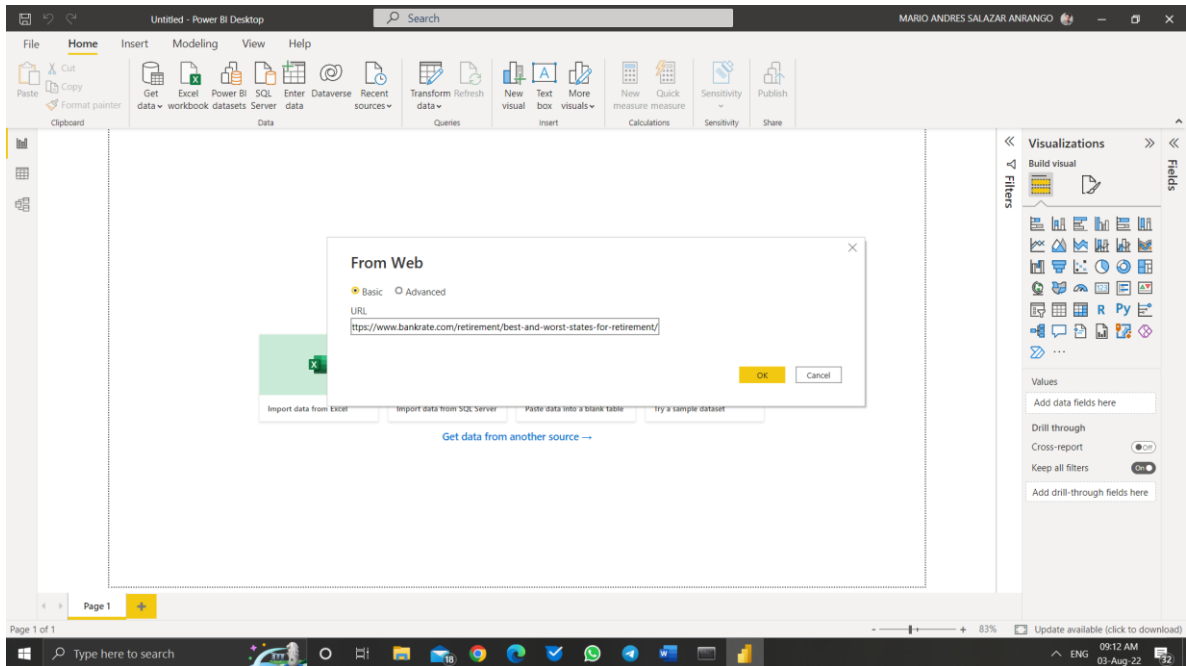 Untitled - Power BI Desktop
Search
MARIO ANDRES SALAZAR ANRANGO
File Home Insert Modeling View Help
Paste
Cut
Copy
Format painter
Get data
Excel workbook
Power BI datasets
SQL Server
Enter data
Dataverse
Recent sources
Transform data
Refresh
New visual
A
Text box
More visuals
New measure
Quick measure
Sensitivity
Publish
Clipboard Data Queries Insert Calculations Sensitivity Share
Filters
Visualizations
Fields
Build visual
R Py
Values
Add data fields here
Drill through
Cross-report Off
Keep all filters On
Add drill-through fields here
From Web
Basic Advanced
URL
ttps://www.bankrate.com/retirement/best-and-worst-states-for-retirement/
OK Cancel
Import data from Excel Import data from SQL Server Paste data into a blank table Try a sample dataset
Get data from another source →
Page 1
Page 1 of 1
- + 83%
Update available (click to download)
Type here to search
18
ENG
09:12 AM
03-Aug-22
32